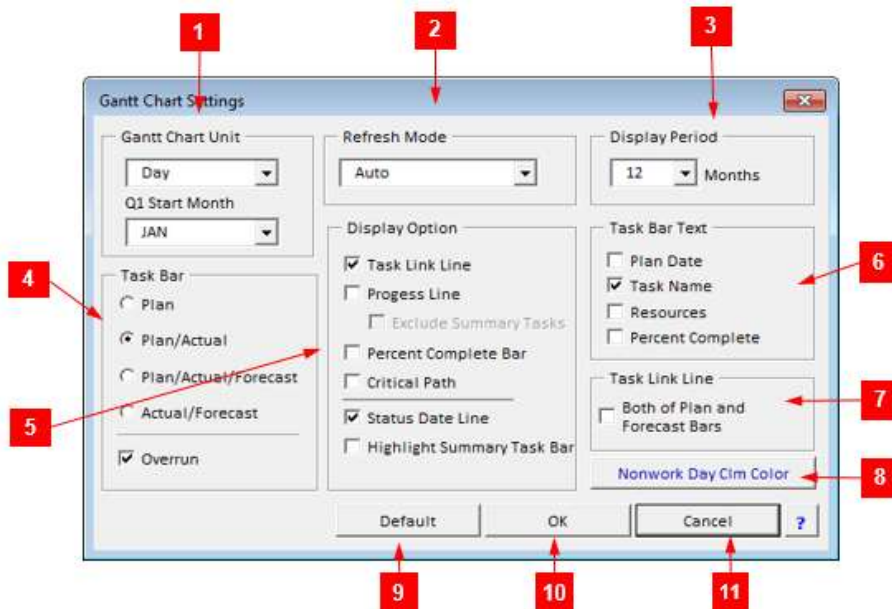 1
2
3
Gantt Chart Settings
Gantt Chart Unit
Day
Q1 Start Month
JAN
Refresh Mode
Auto
Display Period
12 Months
4
Task Bar
Plan
Plan/Actual
Plan/Actual/Forecast
Actual/Forecast
Overrun
5
Display Option
Task Link Line
Progess Line
Exclude Summary Tasks
Percent Complete Bar
Critical Path
Status Date Line
Highlight Summary Task Bar
Task Bar Text
Plan Date
Task Name
Resources
Percent Complete
6
Task Link Line
Both of Plan and
Forecast Bars
7
Nonwork Day Clm Color
8
Default
OK
Cancel
?
9
10
11